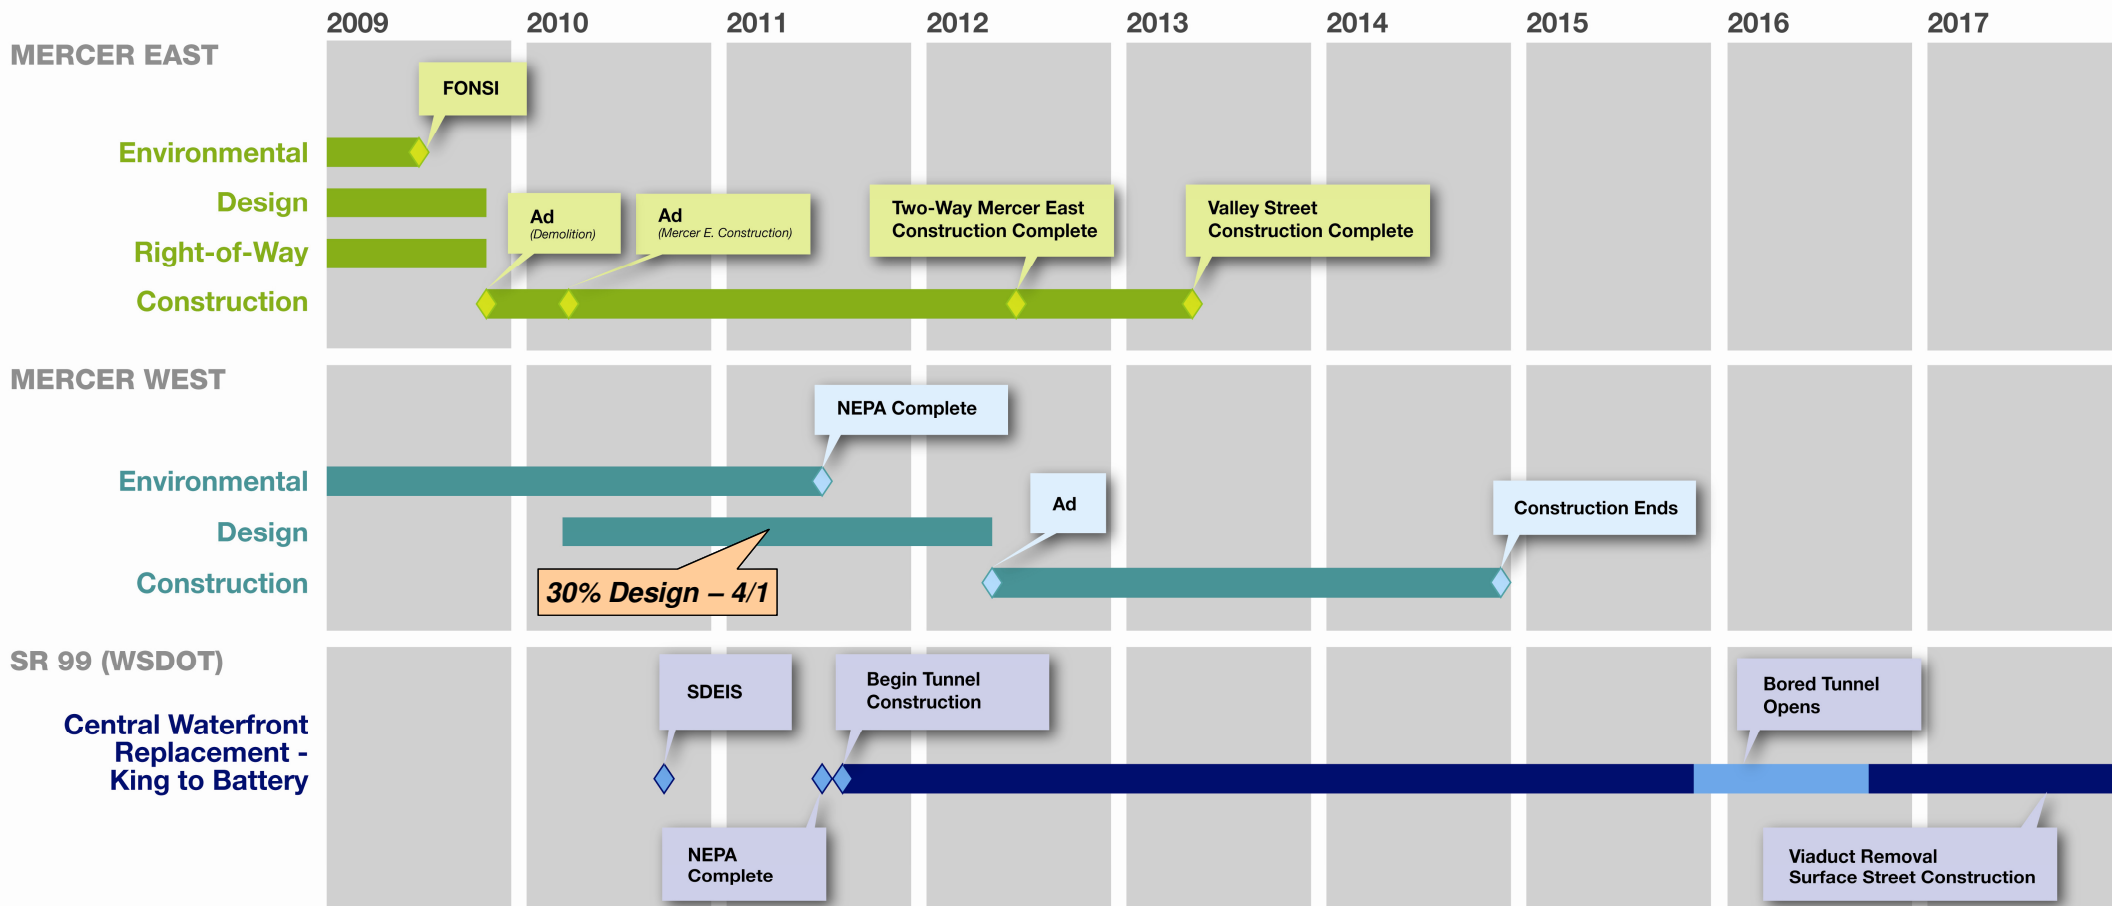 2009 2010 2011 2012 2013 2014 2015 2016 2017
MERCER EAST
FONSI
Environmental
Design
Right-of-Way
Construction
Ad
(Demolition)
Ad
(Mercer E. Construction)
Two-Way Mercer East
Construction Complete
Valley Street
Construction Complete
MERCER WEST
NEPA Complete
Environmental
Design
Construction
30% Design – 4/1
Ad
Construction Ends
SR 99 (WSDOT)
Central Waterfront
Replacement -
King to Battery
SDEIS
Begin Tunnel
Construction
Bored Tunnel
Opens
NEPA
Complete
Viaduct Removal
Surface Street Construction